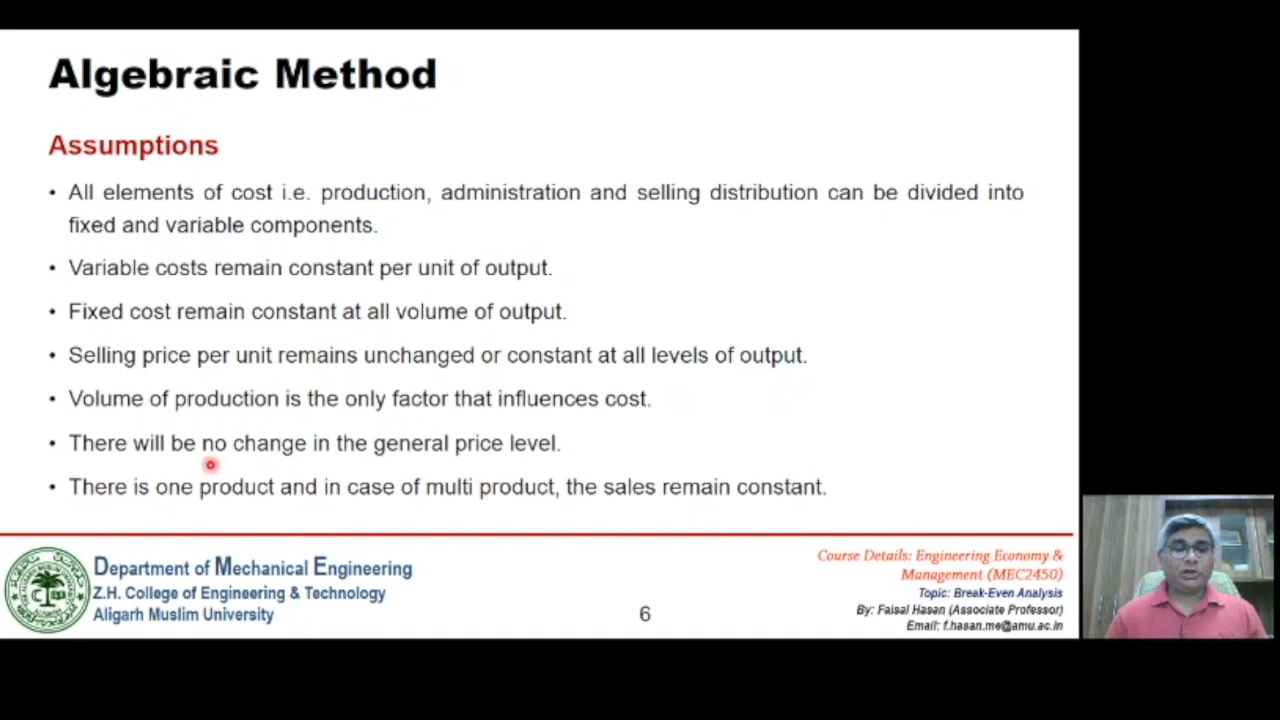 Algebraic Method
Assumptions
• All elements of cost i.e. production, administration and selling distribution can be divided into
fixed and variable components.
• Variable costs remain constant per unit of output.
• Fixed cost remain constant at all volume of output.
• Selling price per unit remains unchanged or constant at all levels of output.
• Volume of production is the only factor that influences cost.
• There will be no change in the general price level.
• There is one product and in case of multi product, the sales remain constant.
Department of Mechanical Engineering
Z.H. College of Engineering & Technology
Aligarh Muslim University
6
Course Details: Engineering Economy &
Management (MEC2450)
Topic: Break-Even Analysis
By: Faisal Hasan (Associate Professor)
Email: f.hasan.me@amu.ac.in